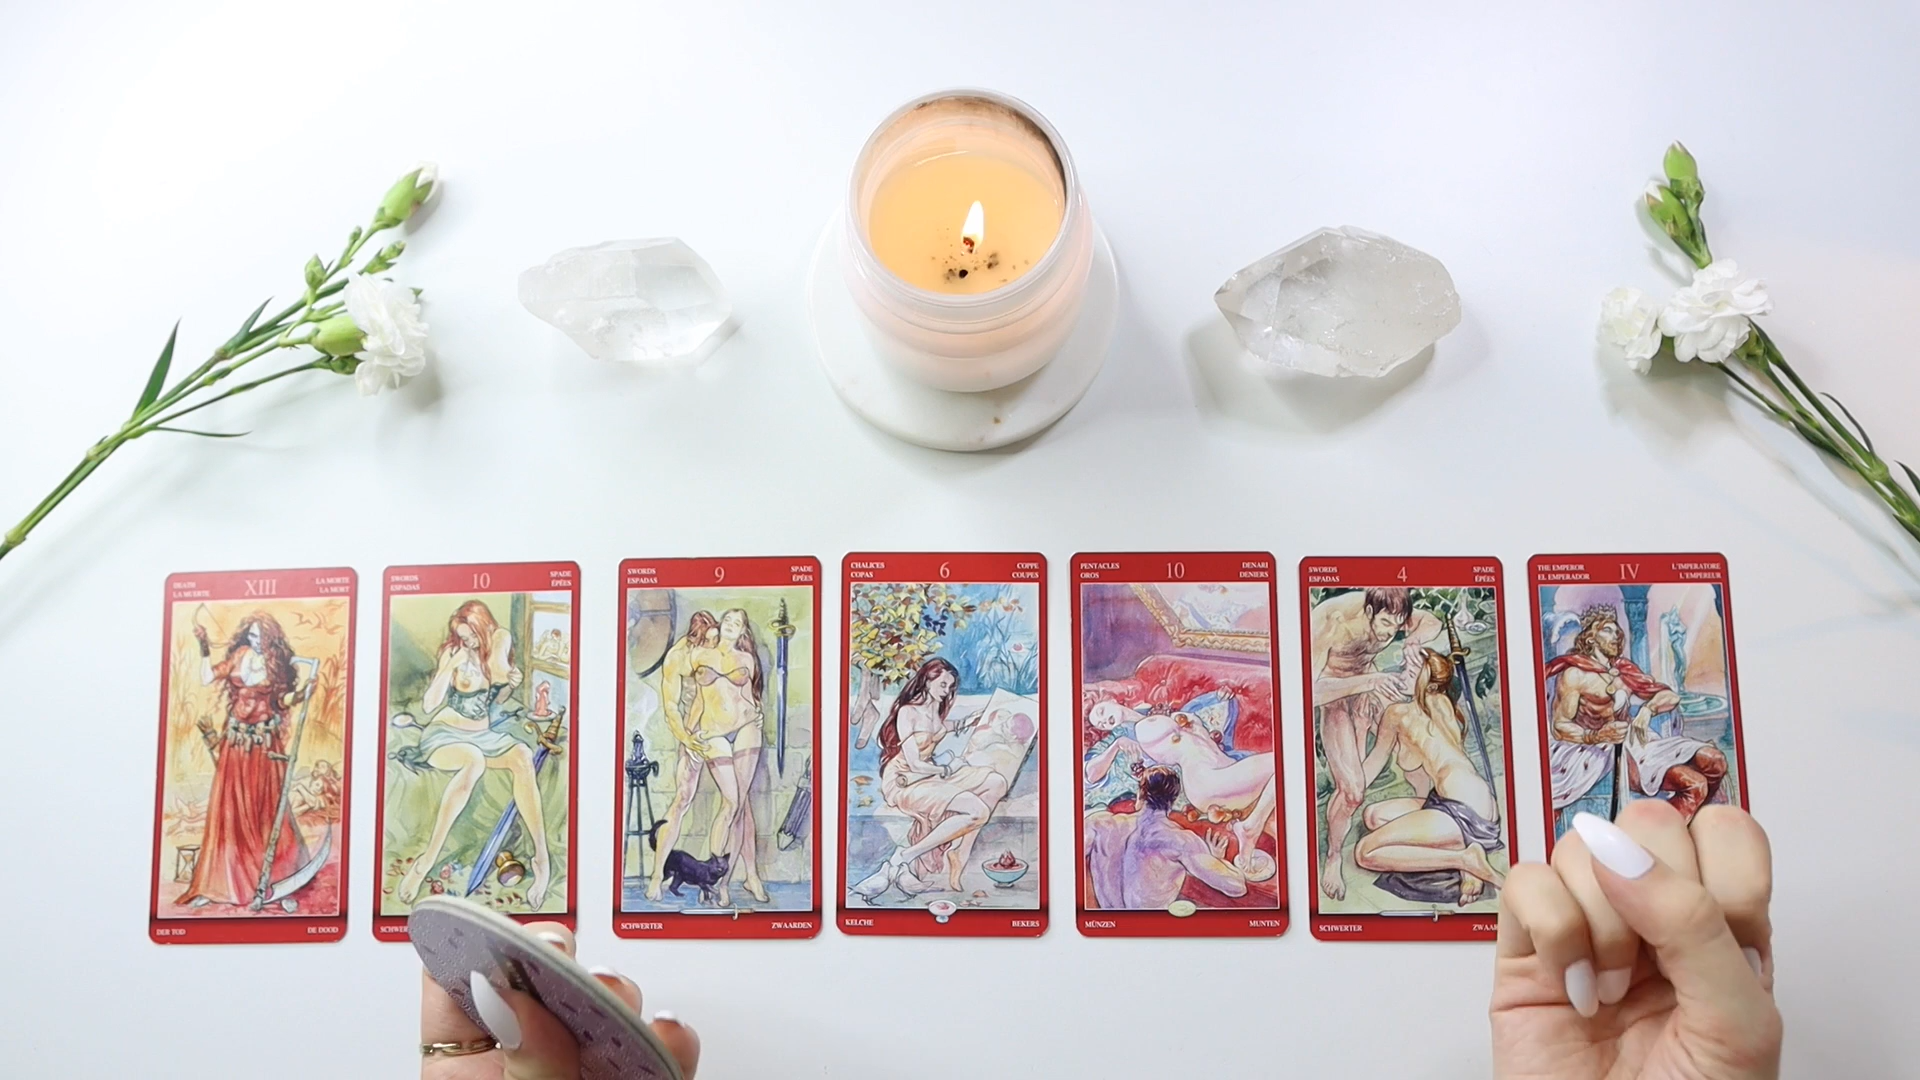 DEATH
LA MUERTE
XIII
LA MORTE
LA MORT
DER TOD
DE DOOD
SWORDS
ESPADAS
10
SPADE
ÉPÉES
SWORDS
ESPADAS
9
SPADE
ÉPÉES
SCHWERTER
ZWAARDEN
CHALICES
COPAS
6
COPPE
COUPES
KELCHE
BEKERS
PENTACLES
OROS
10
DENARI
DENIERS
MÜNZEN
MUNTEN
SWORDS
ESPADAS
4
SPADE
ÉPÉES
SCHWERTER
THE EMPEROR
EL EMPERADOR
IV
L'IMPERATORE
L'EMPEREUR